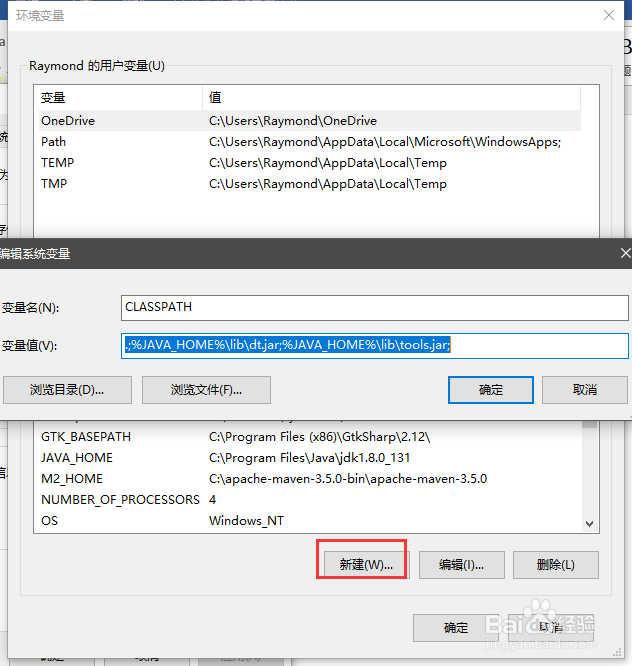 环境变量
Raymond 的用户变量(U)
变量 值
OneDrive C:\Users\Raymond\OneDrive
Path C:\Users\Raymond\AppData\Local\Microsoft\WindowsApps;
TEMP C:\Users\Raymond\AppData\Local\Temp
TMP C:\Users\Raymond\AppData\Local\Temp
编辑系统变量
变量名(N): CLASSPATH
变量值(V): .;%JAVA_HOME%\lib\dt.jar;%JAVA_HOME%\lib\tools.jar;
浏览目录(D)... 浏览文件(F)... 确定 取消
GTK_BASEPATH C:\Program Files (x86)\GtkSharp\2.12\
JAVA_HOME C:\Program Files\Java\jdk1.8.0_131
M2_HOME C:\apache-maven-3.5.0-bin\apache-maven-3.5.0
NUMBER_OF_PROCESSORS 4
OS Windows_NT
新建(W)... 编辑(I)... 删除(L)
确定 取消
Baidu 经验
jingyan.baidu.com